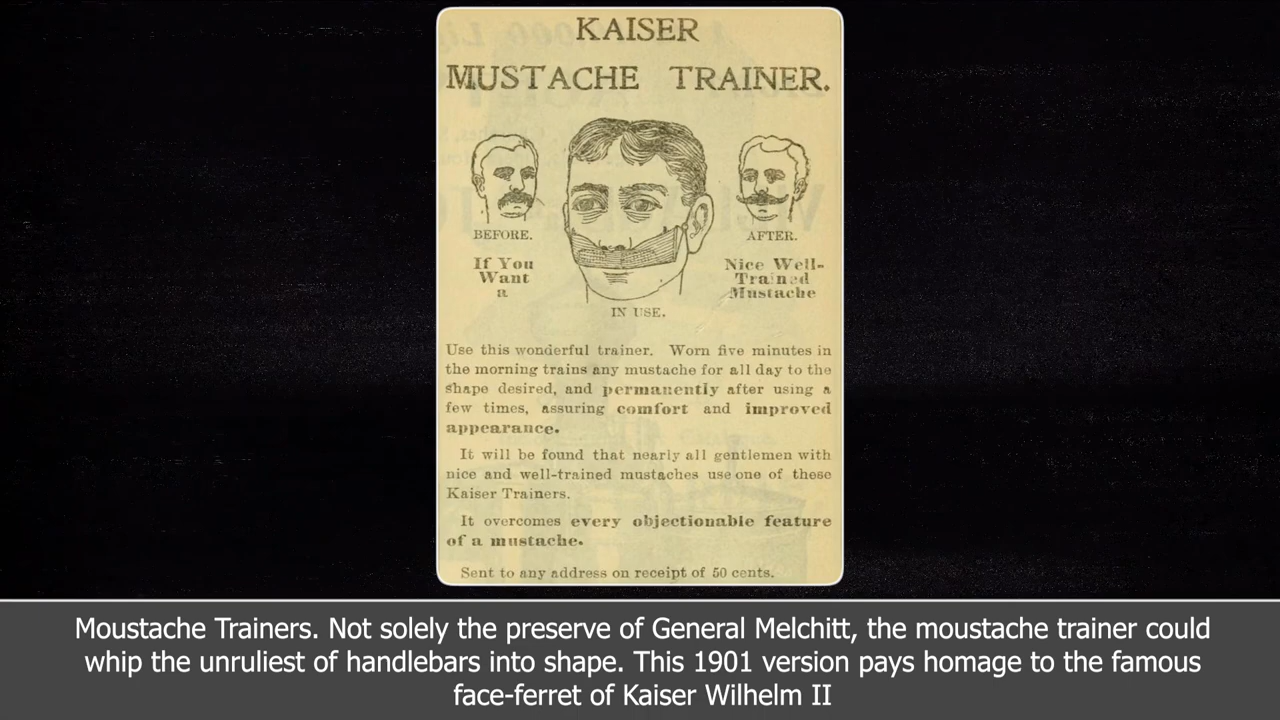 KAISER
MUSTACHE TRAINER.
BEFORE.
AFTER.
If You
Want
a
Nice Well-
Trained
Mustache
IN USE.
Use this wonderful trainer. Worn five minutes in
the morning trains any mustache for all day to the
shape desired, and permanently after using a
few times, assuring comfort and improved
appearance.
It will be found that nearly all gentlemen with
nice and well-trained mustaches use one of these
Kaiser Trainers.
It overcomes every objectionable feature
of a mustache.
Sent to any address on receipt of 50 cents.
Moustache Trainers. Not solely the preserve of General Melchitt, the moustache trainer could
whip the unruliest of handlebars into shape. This 1901 version pays homage to the famous
face-ferret of Kaiser Wilhelm II